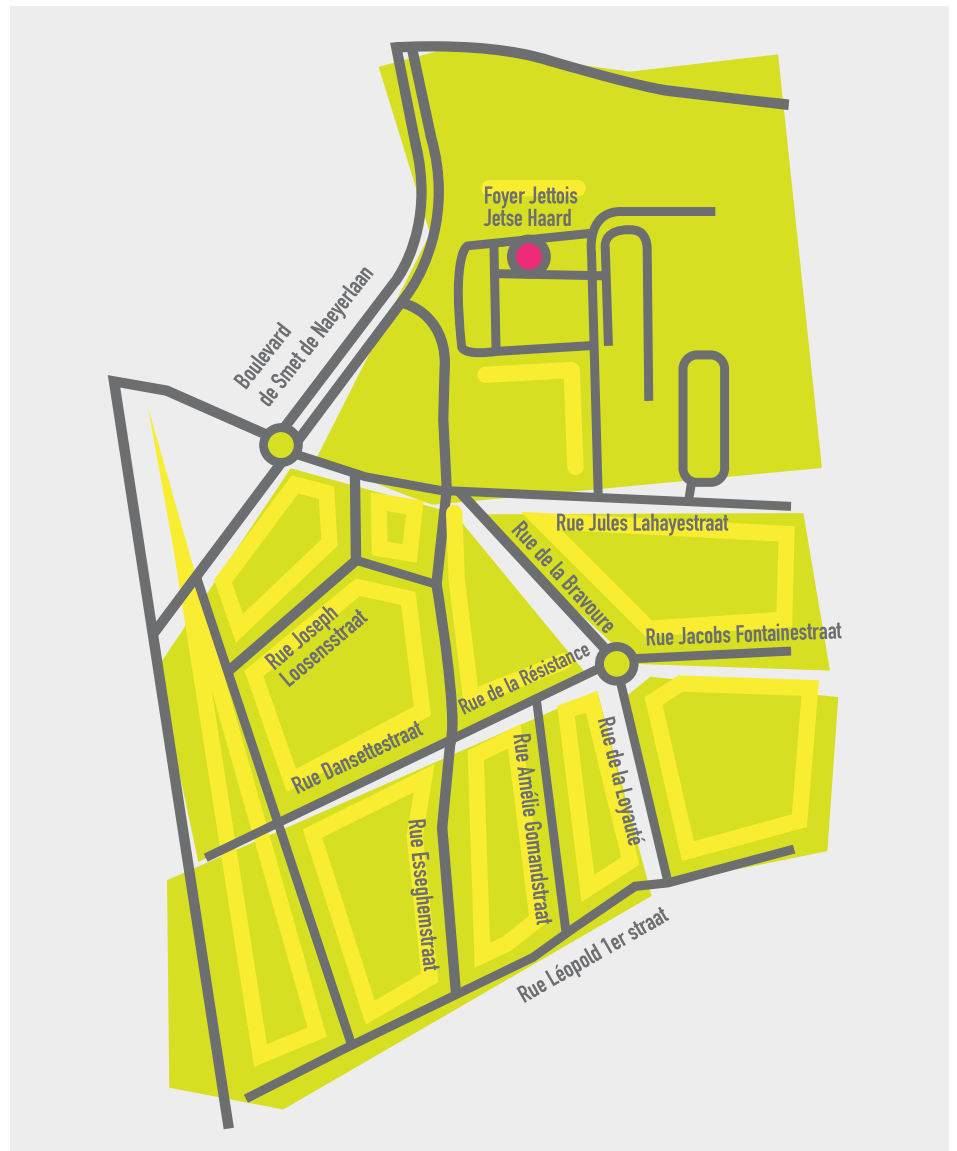 Foyer Jettois
Jetse Haard
Boulevard
de Smet de Naeyerlaan
Rue Jules Lahayestraat
Rue de la Bravoure
Rue Jacobs Fontainestraat
Rue Joseph
Loosensstraat
Rue de la Résistance
Rue Dansettestraat
Rue de la Loyauté
Rue Amélie Gomandstraat
Rue Esseghemstraat
Rue Léopold 1er straat